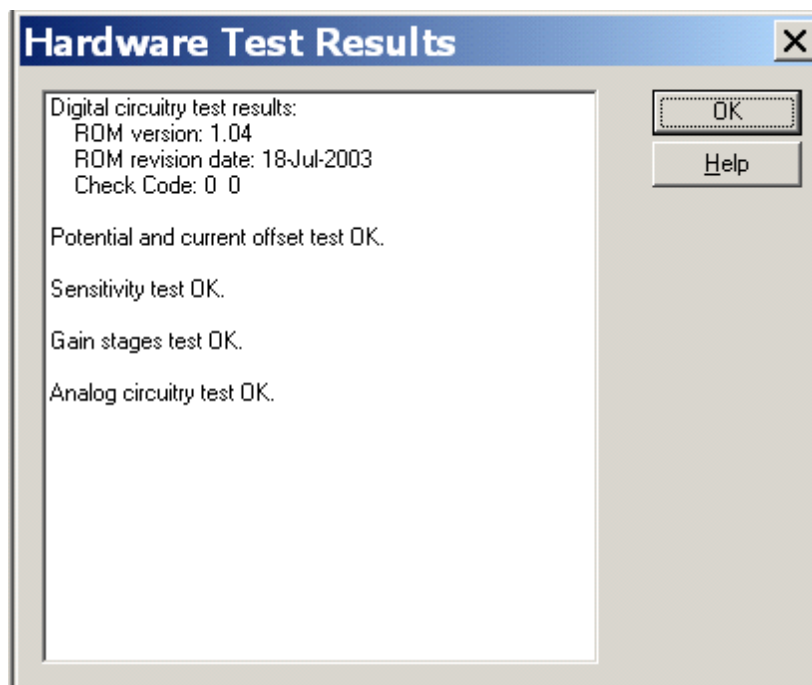 Hardware Test Results
Digital circuitry test results:
ROM version: 1.04
ROM revision date: 18-Jul-2003
Check Code: 0  0
Potential and current offset test OK.
Sensitivity test OK.
Gain stages test OK.
Analog circuitry test OK.
OK
Help